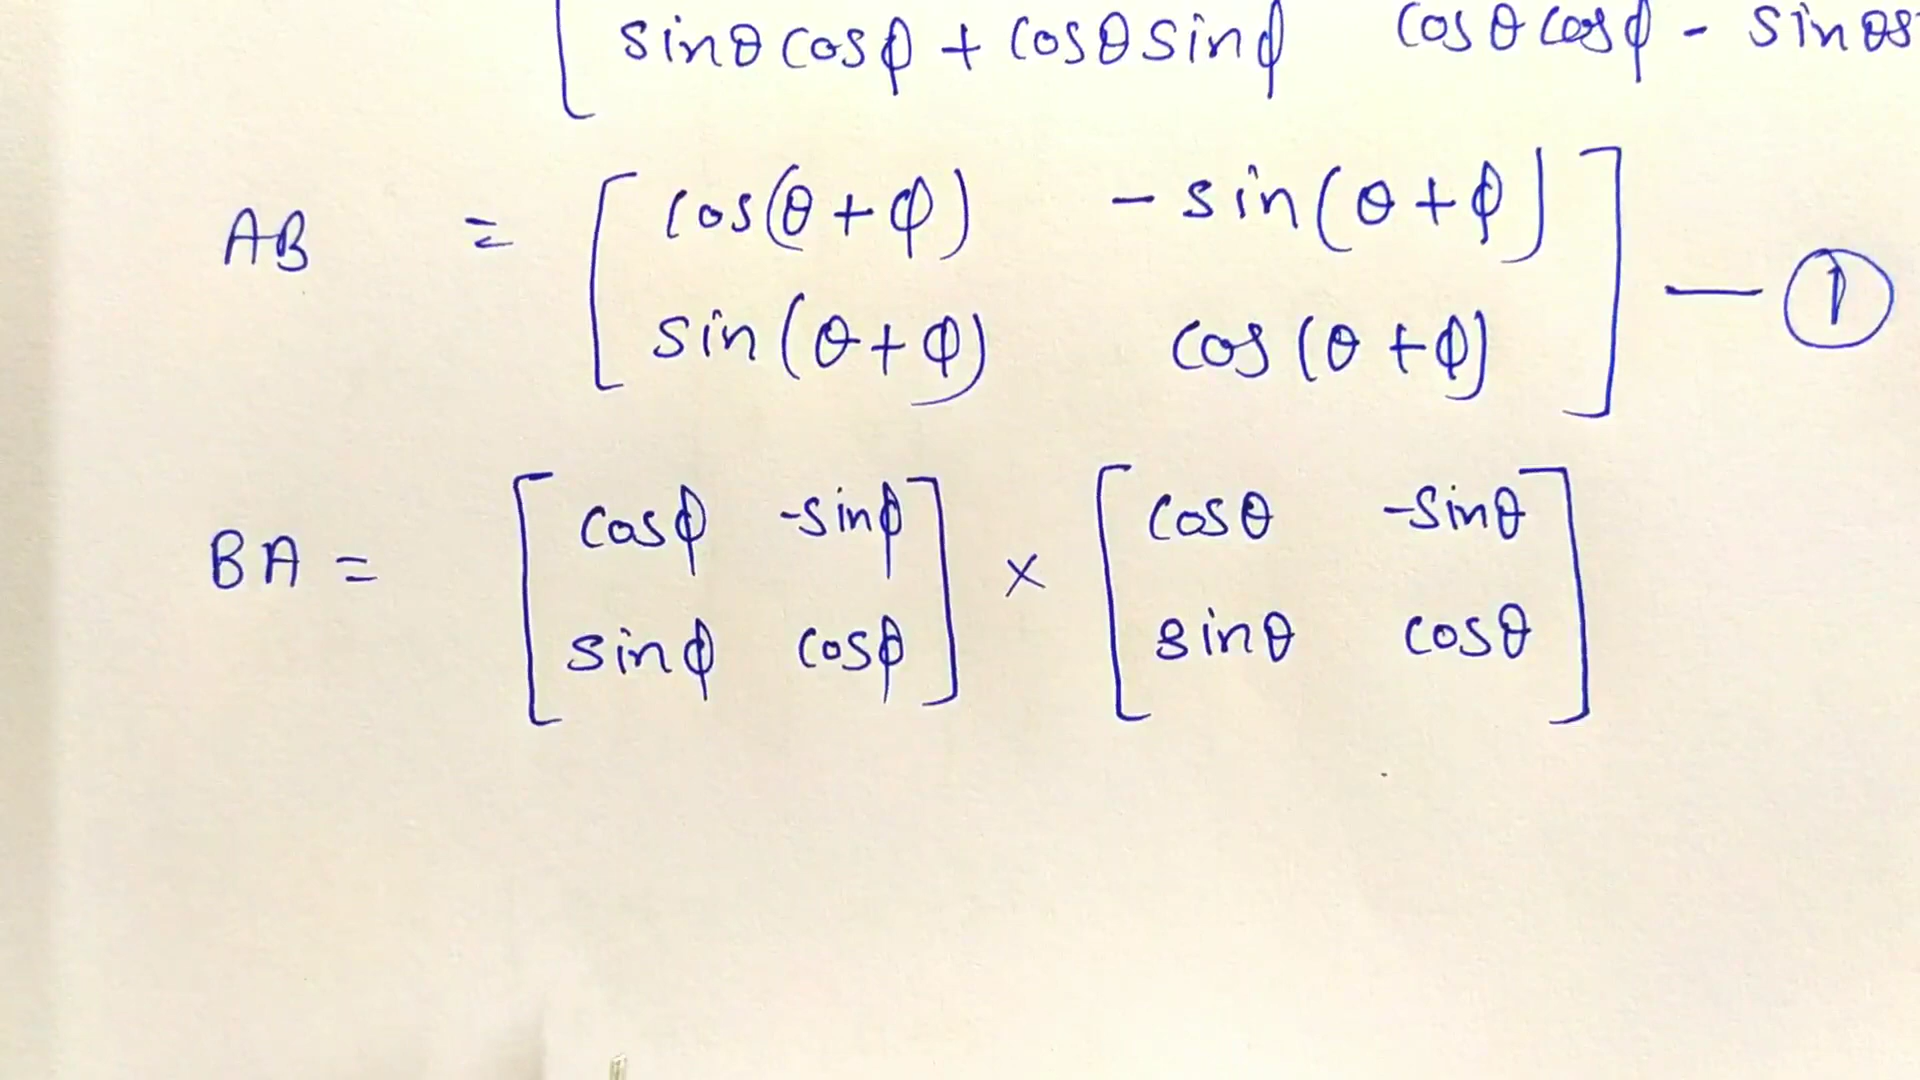 sinθ cosφ + cosθ sinφ   cosθ cosφ - sinθ
AB = [ cos(θ+φ)   -sin(θ+φ)
sin(θ+φ)   cos(θ+φ) ] — ①
BA = [ cosφ   -sinφ ] × [ cosθ   -sinθ ]
[ sinφ   cosφ ]   [ sinθ   cosθ ]